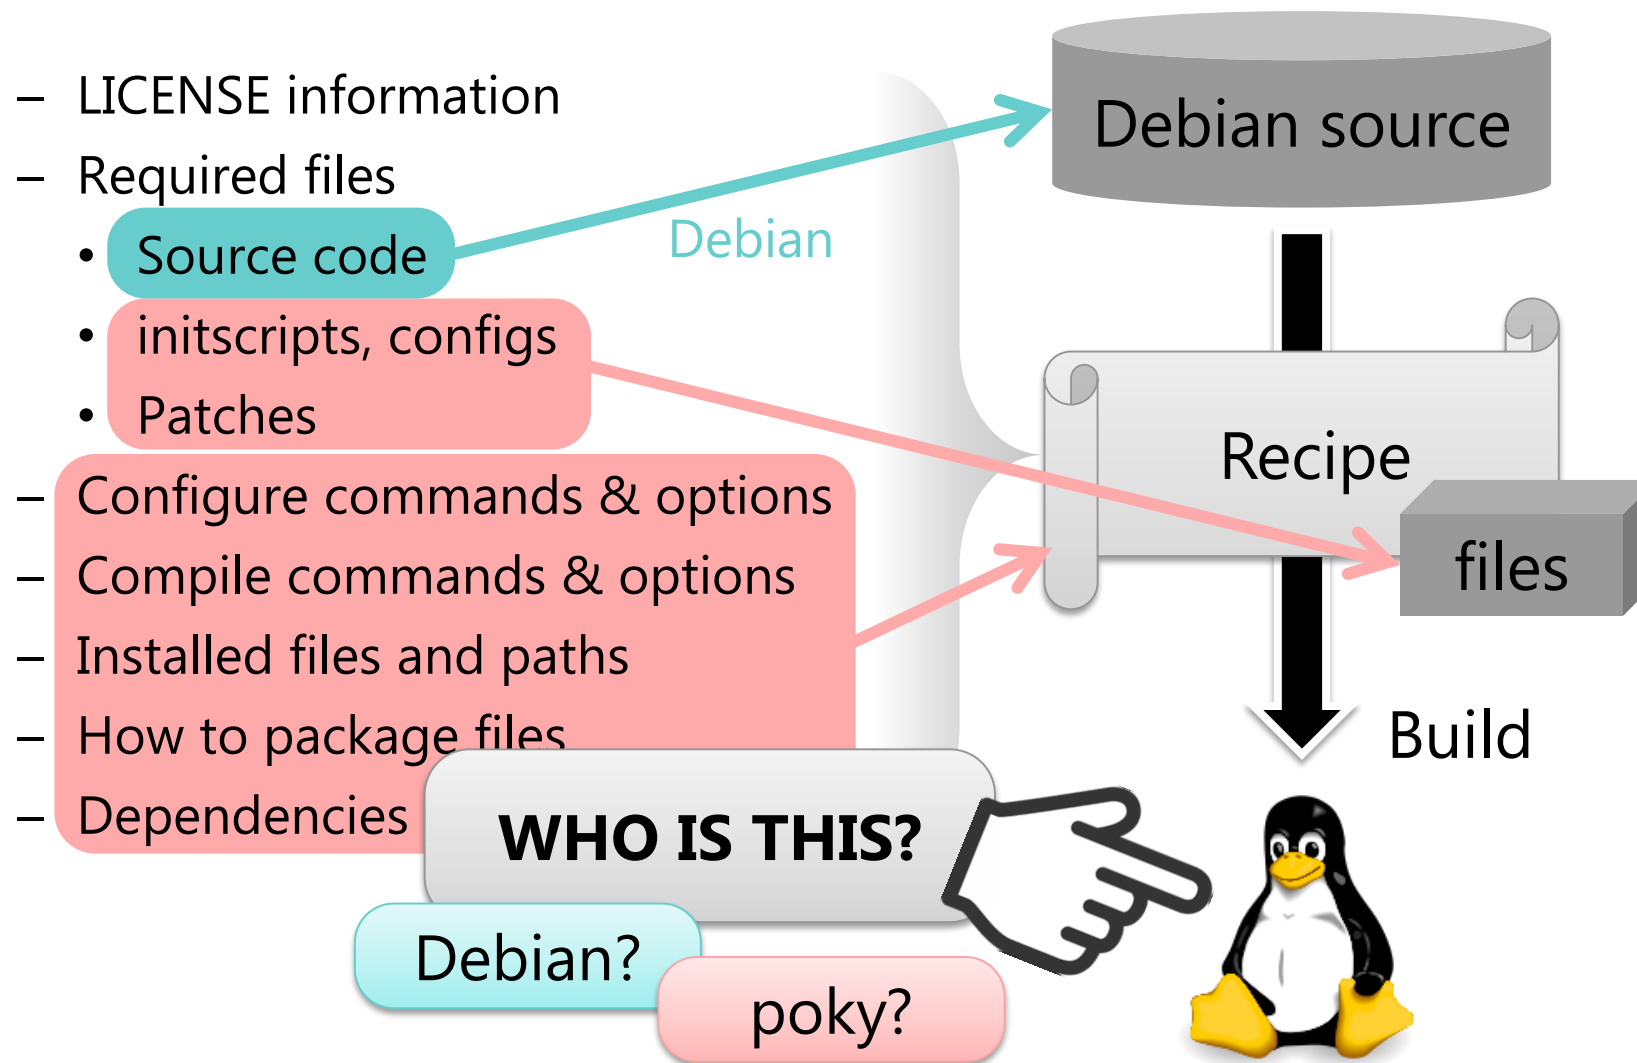 – LICENSE information
– Required files
• Source code
• initscripts, configs
• Patches
– Configure commands & options
– Compile commands & options
– Installed files and paths
– How to package files
– Dependencies
Debian
Debian source
Recipe
files
Build
WHO IS THIS?
Debian?
poky?